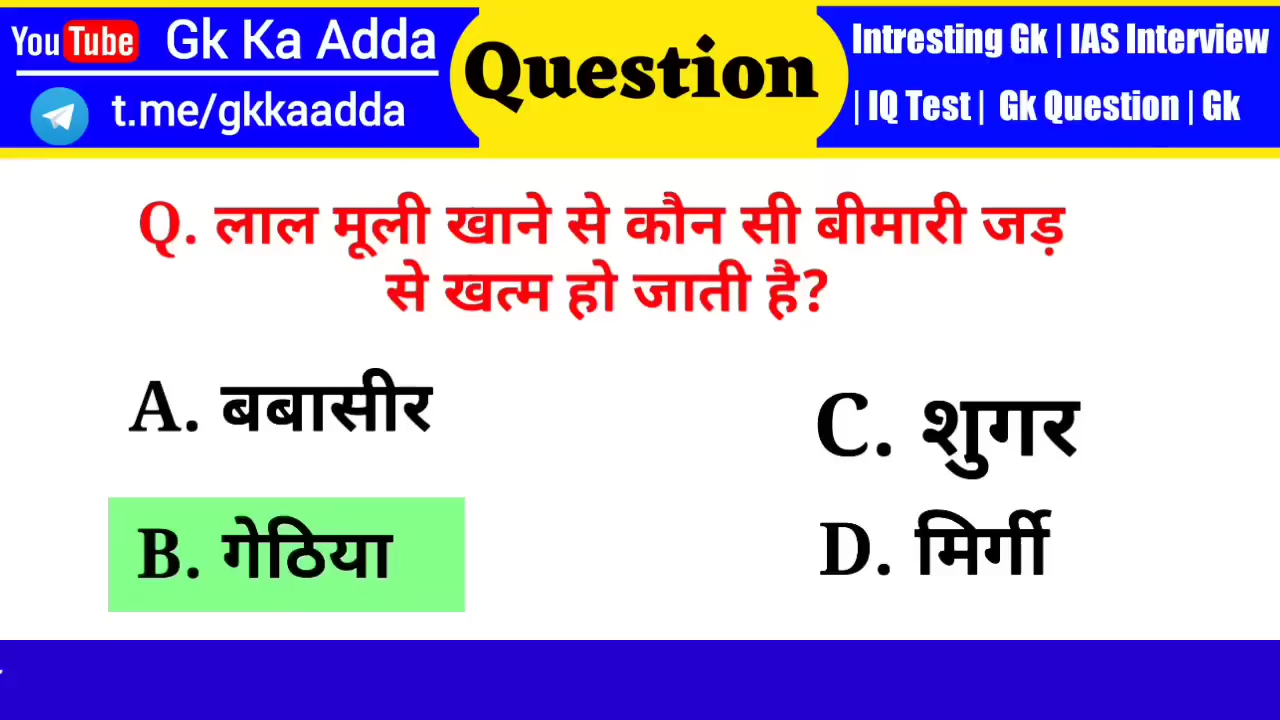 YouTube Gk Ka Adda
t.me/gkkaadda
Question
Intresting Gk | IAS Interview
| IQ Test | Gk Question | Gk
Q. लाल मूली खाने से कौन सी बीमारी जड़
से खत्म हो जाती है?
A. बबासीर
B. गेठिया
C. शुगर
D. मिर्गी